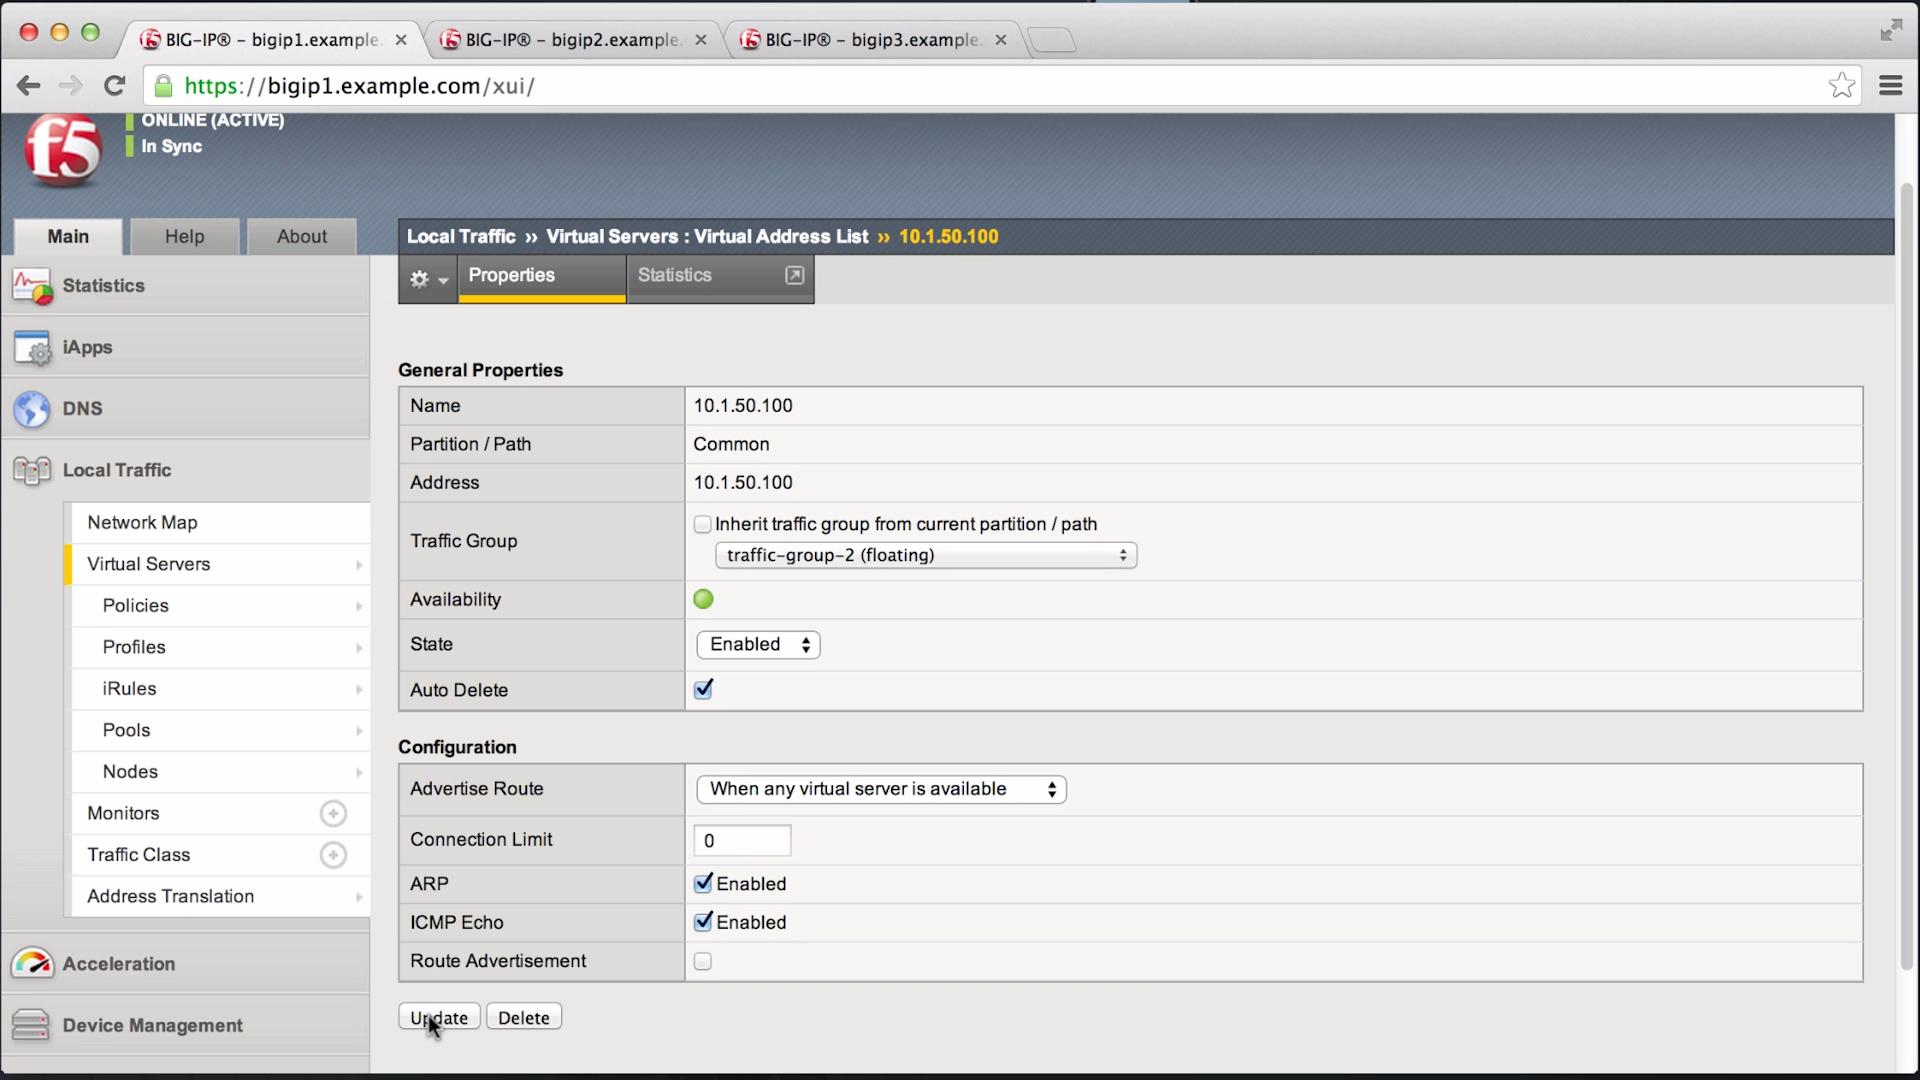 BIG-IP® – bigip1.example.
BIG-IP® – bigip2.example.
BIG-IP® – bigip3.example.
https://bigip1.example.com/xui/
f5
ONLINE (ACTIVE)
In Sync
Main
Help
About
Local Traffic ›› Virtual Servers : Virtual Address List ›› 10.1.50.100
Properties
Statistics
Statistics
iApps
DNS
Local Traffic
Network Map
Virtual Servers
Policies
Profiles
iRules
Pools
Nodes
Monitors
Traffic Class
Address Translation
Acceleration
Device Management
General Properties
Name 10.1.50.100
Partition / Path Common
Address 10.1.50.100
Traffic Group
Inherit traffic group from current partition / path
traffic-group-2 (floating)
Availability
State Enabled
Auto Delete
Configuration
Advertise Route When any virtual server is available
Connection Limit 0
ARP Enabled
ICMP Echo Enabled
Route Advertisement
Update Delete